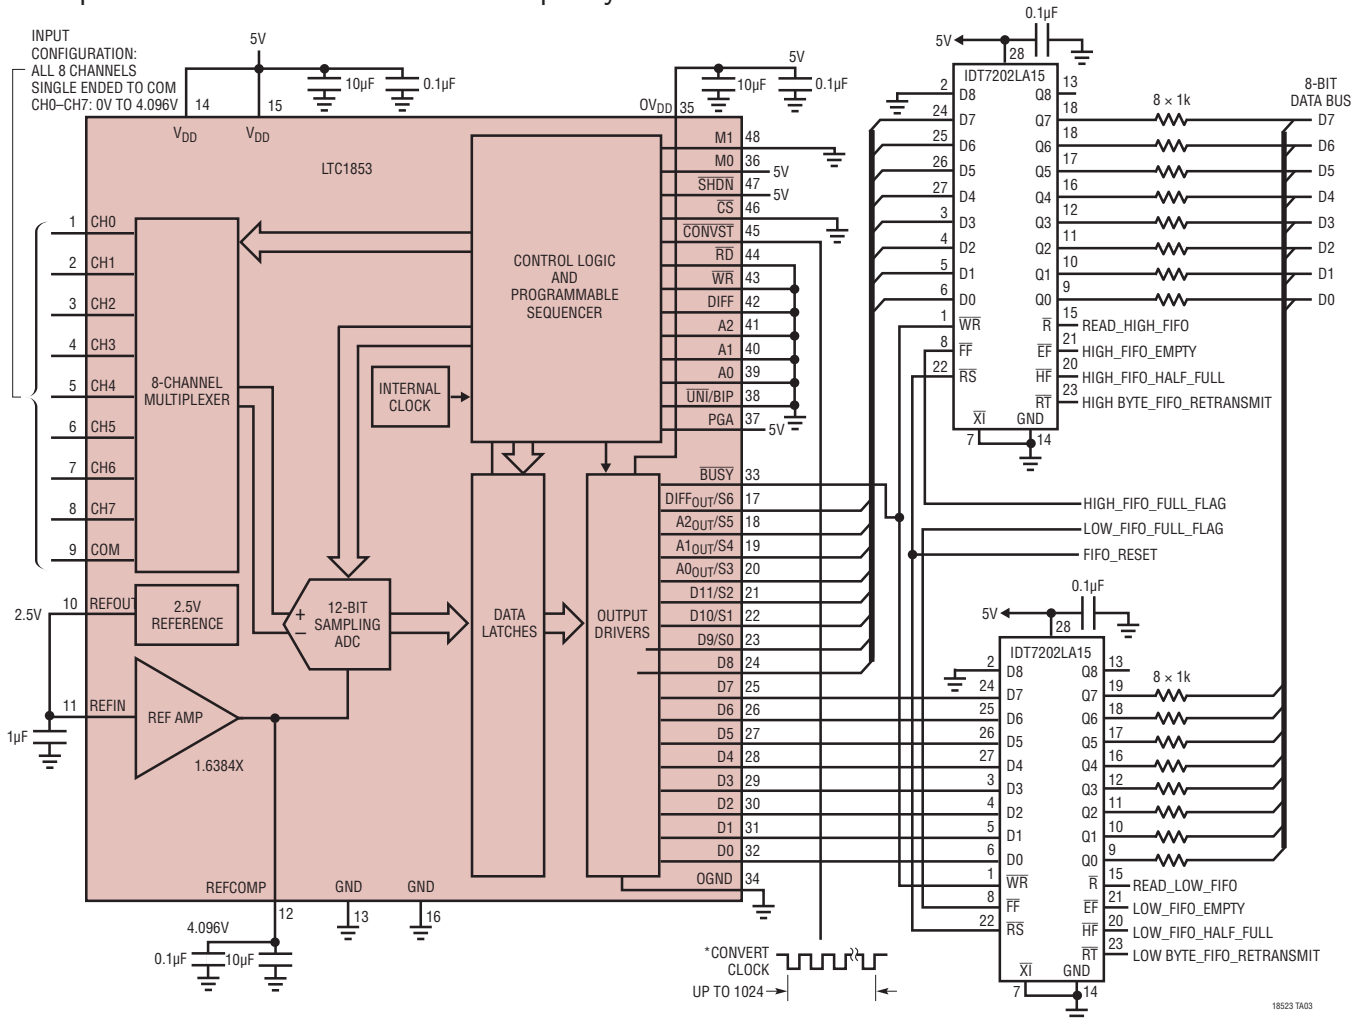 INPUT
CONFIGURATION:
ALL 8 CHANNELS
SINGLE ENDED TO COM
CH0–CH7: 0V TO 4.096V
5V
10µF
0.1µF
14
15
VDD
VDD
LTC1853
5V
10µF
0.1µF
OVDD
35
1
CH0
2
CH1
3
CH2
4
CH3
5
CH4
6
CH5
7
CH6
8
CH7
9
COM
8-CHANNEL
MULTIPLEXER
CONTROL LOGIC
AND
PROGRAMMABLE
SEQUENCER
INTERNAL
CLOCK
M1 48
M0 36
5V
SHDN 47
5V
CS 46
CONVST 45
RD 44
WR 43
DIFF 42
A2 41
A1 40
A0 39
UNI/BIP 38
PGA 37
5V
BUSY 33
DIFFOUT/S6 17
A2OUT/S5 18
A1OUT/S4 19
A0OUT/S3 20
D11/S2 21
D10/S1 22
D9/S0 23
D8 24
D7 25
D6 26
D5 27
D4 28
D3 29
D2 30
D1 31
D0 32
OGND 34
2.5V
10 REFOUT
2.5V
REFERENCE
11 REFIN
1µF
REF AMP
1.6384X
+
–
12-BIT
SAMPLING
ADC
DATA
LATCHES
OUTPUT
DRIVERS
REFCOMP
12
4.096V
0.1µF
10µF
GND
13
GND
16
*CONVERT
CLOCK
UP TO 1024
5V
0.1µF
28
IDT7202LA15
2 D8
24 D7
25 D6
26 D5
27 D4
3 D3
4 D2
5 D1
6 D0
1 WR
8 FF
22 RS
Q8 13
Q7 18
Q6 18
Q5 17
Q4 16
Q3 12
Q2 11
Q1 10
Q0 9
R 15 READ_HIGH_FIFO
EF 21 HIGH_FIFO_EMPTY
HF 20 HIGH_FIFO_HALF_FULL
RT 23 HIGH BYTE_FIFO_RETRANSMIT
XI
GND
7
14
8 × 1k
8-BIT
DATA BUS
D7
D6
D5
D4
D3
D2
D1
D0
HIGH_FIFO_FULL_FLAG
LOW_FIFO_FULL_FLAG
FIFO_RESET
5V
0.1µF
28
IDT7202LA15
2 D8
24 D7
25 D6
26 D5
27 D4
3 D3
4 D2
5 D1
6 D0
1 WR
8 FF
22 RS
Q8 13
Q7 19
Q6 18
Q5 17
Q4 16
Q3 12
Q2 11
Q1 10
Q0 9
R 15 READ_LOW_FIFO
EF 21 LOW_FIFO_EMPTY
HF 20 LOW_FIFO_HALF_FULL
RT 23 LOW BYTE_FIFO_RETRANSMIT
XI
GND
7
14
8 × 1k
18523 TA03